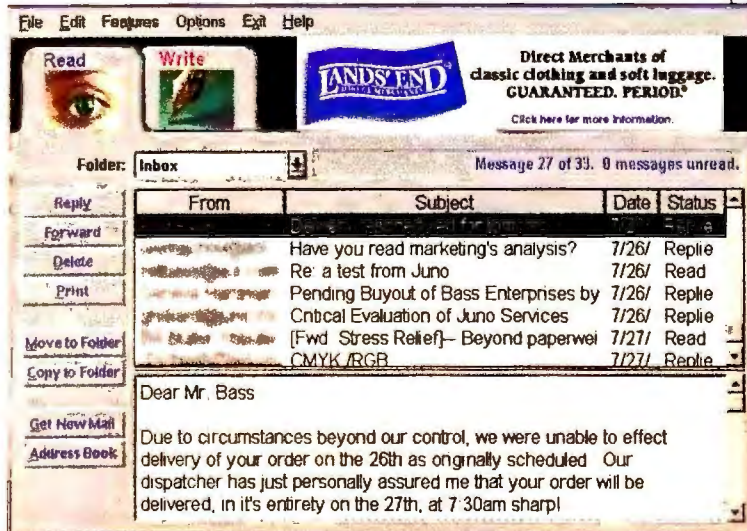 File Edit Features Options Exit Help
Read Write
LANDS' END
DIRECT MERCHANTS
Direct Merchants of
classic clothing and soft luggage.
GUARANTEED. PERIOD.®
Click here for more information.
Folder: Inbox Message 27 of 33. 0 messages unread.
Reply
Forward
Delete
Print
Move to Folder
Copy to Folder
Get New Mail
Address Book
From Subject Date Status
Have you read marketing's analysis? 7/26/ Replie
Re: a test from Juno 7/26/ Read
Pending Buyout of Bass Enterprises by 7/26/ Replie
Critical Evaluation of Juno Services 7/26/ Replie
[Fwd Stress Relief]-- Beyond paperwei 7/27/ Read
CMYK/RGB 7/27/ Replie
Dear Mr. Bass
Due to circumstances beyond our control, we were unable to effect
delivery of your order on the 26th as originally scheduled Our
dispatcher has just personally assured me that your order will be
delivered, in it's entirely on the 27th, at 7:30am sharp!